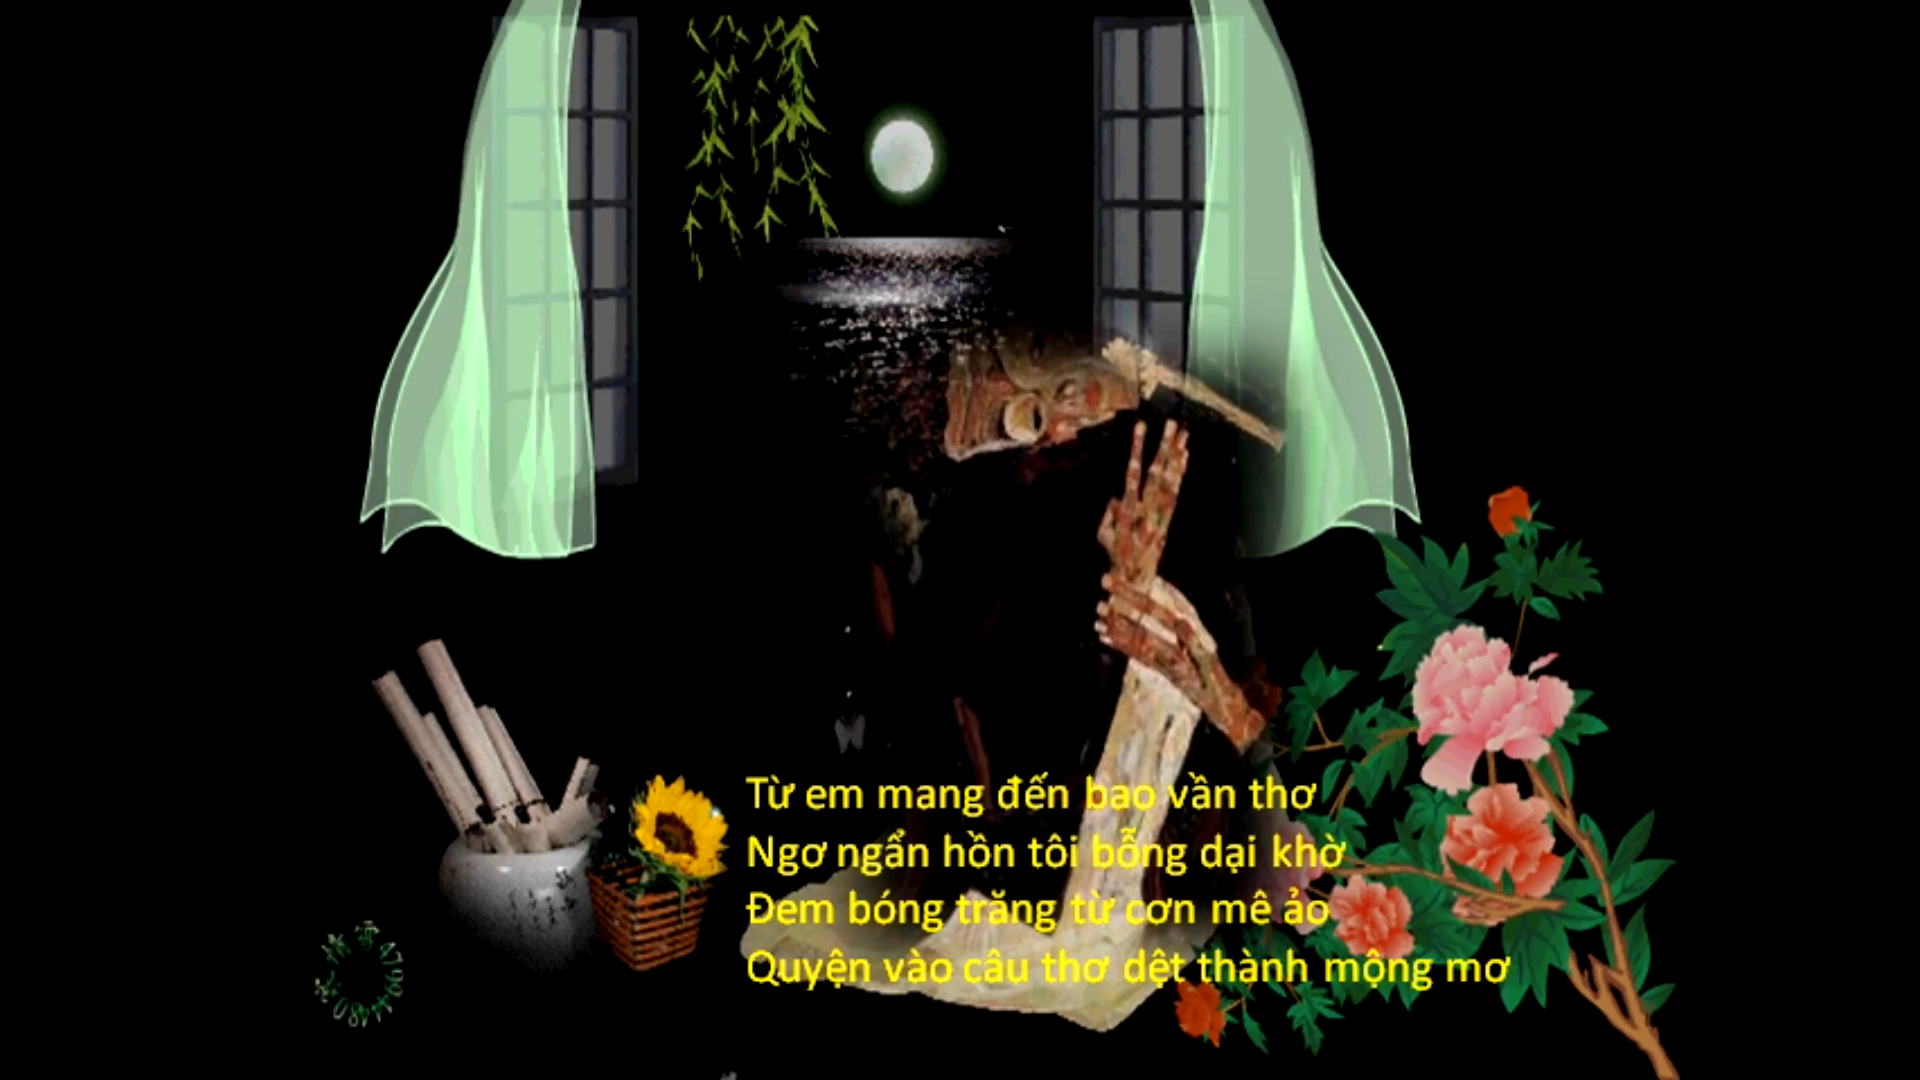 Từ em mang đến bao vần thơ
Ngơ ngẩn hồn tôi bỗng dại khờ
Đem bóng trăng từ cơn mê ảo
Quyện vào câu thơ dệt thành mộng mơ